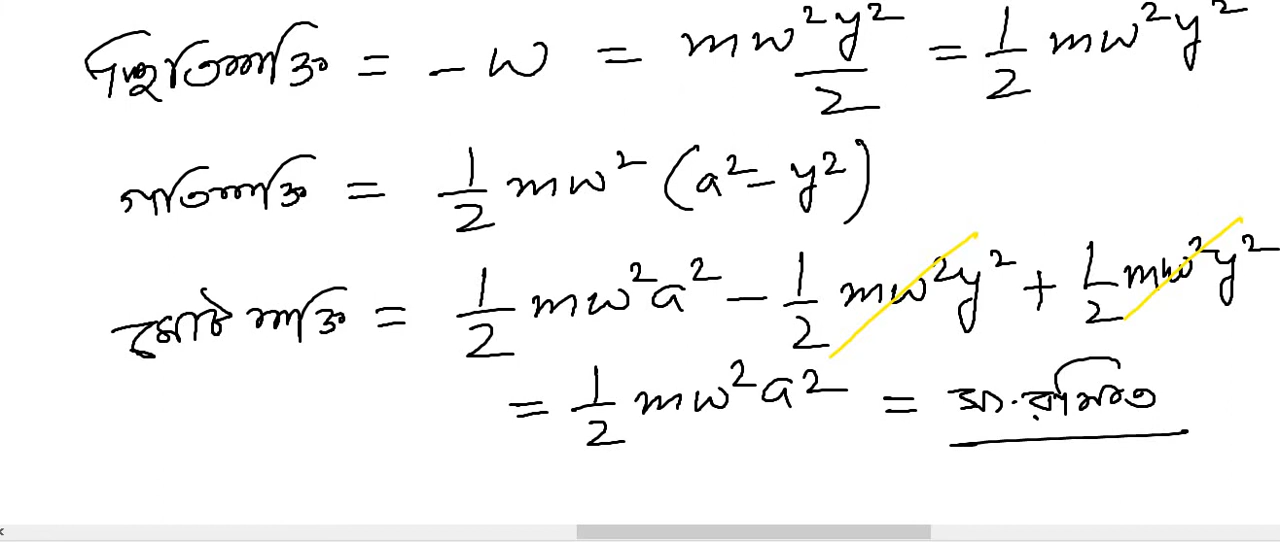 স্থিতিশক্তি = - W = mω²y²/2 = 1/2 mω²y²
গতিশক্তি = 1/2 mω² (a² - y²)
মোট শক্তি = 1/2 mω²a² - 1/2 mω²y² + 1/2 mω²y²
= 1/2 mω²a² = সংরক্ষিত